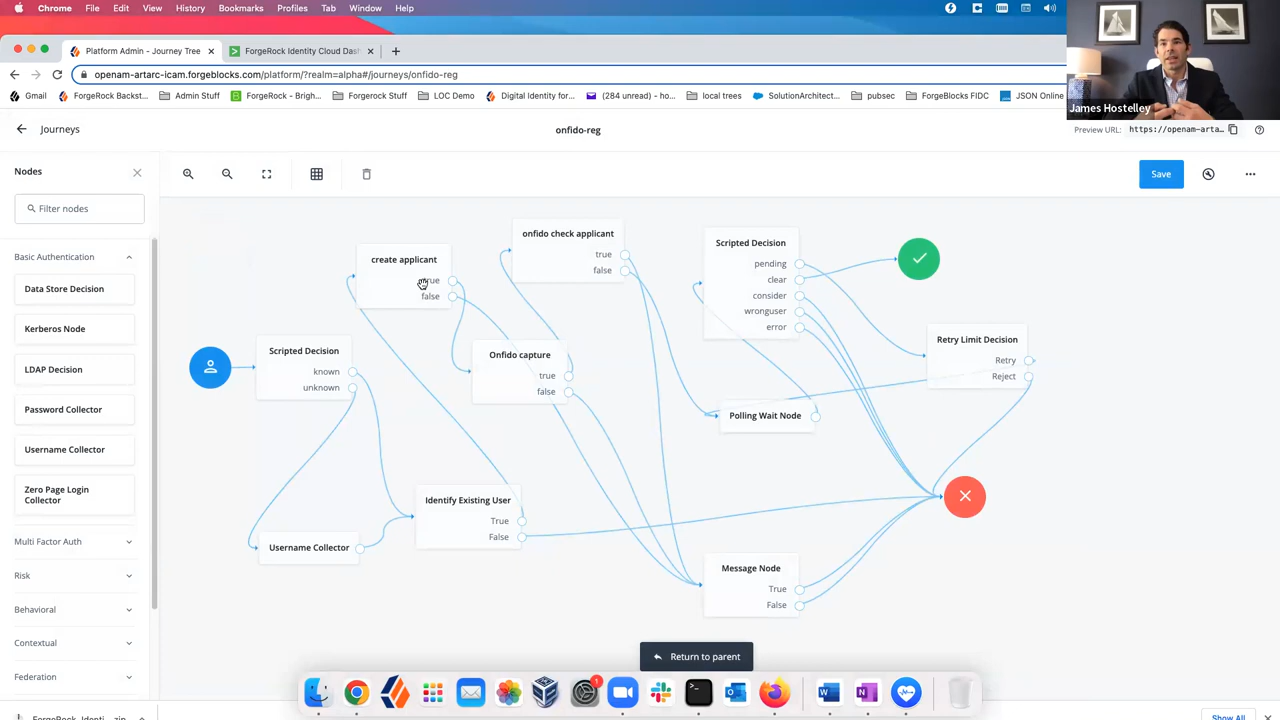 Chrome File Edit View History Bookmarks Profiles Tab Window Help
Platform Admin - Journey Tree
ForgeRock Identity Cloud Das
openam-artarc-icam.forgeblocks.com/platform/?realm=alpha#/journeys/onfido-reg
Gmail
ForgeRock Backst...
Admin Stuff
ForgeRock - Brigh...
Forgerock Stuff
LOC Demo
Digital Identity for...
(284 unread) - ho...
local trees
SolutionArchitect...
pubsec
ForgeBlocks FIDC
JSON Online
James Hostelley
Journeys
onfido-reg
Preview URL: https://openam-arta...
Nodes
Save
Filter nodes
Basic Authentication
Data Store Decision
Kerberos Node
LDAP Decision
Password Collector
Username Collector
Zero Page Login
Collector
Multi Factor Auth
Risk
Behavioral
Contextual
Federation
Scripted Decision
known
unknown
create applicant
true
false
onfido check applicant
true
false
Onfido capture
true
false
Username Collector
Identify Existing User
True
False
Scripted Decision
pending
clear
consider
wronguser
error
Polling Wait Node
Retry Limit Decision
Retry
Reject
Message Node
True
False
Return to parent
1
ForgeRock_Identi....zip
Show All